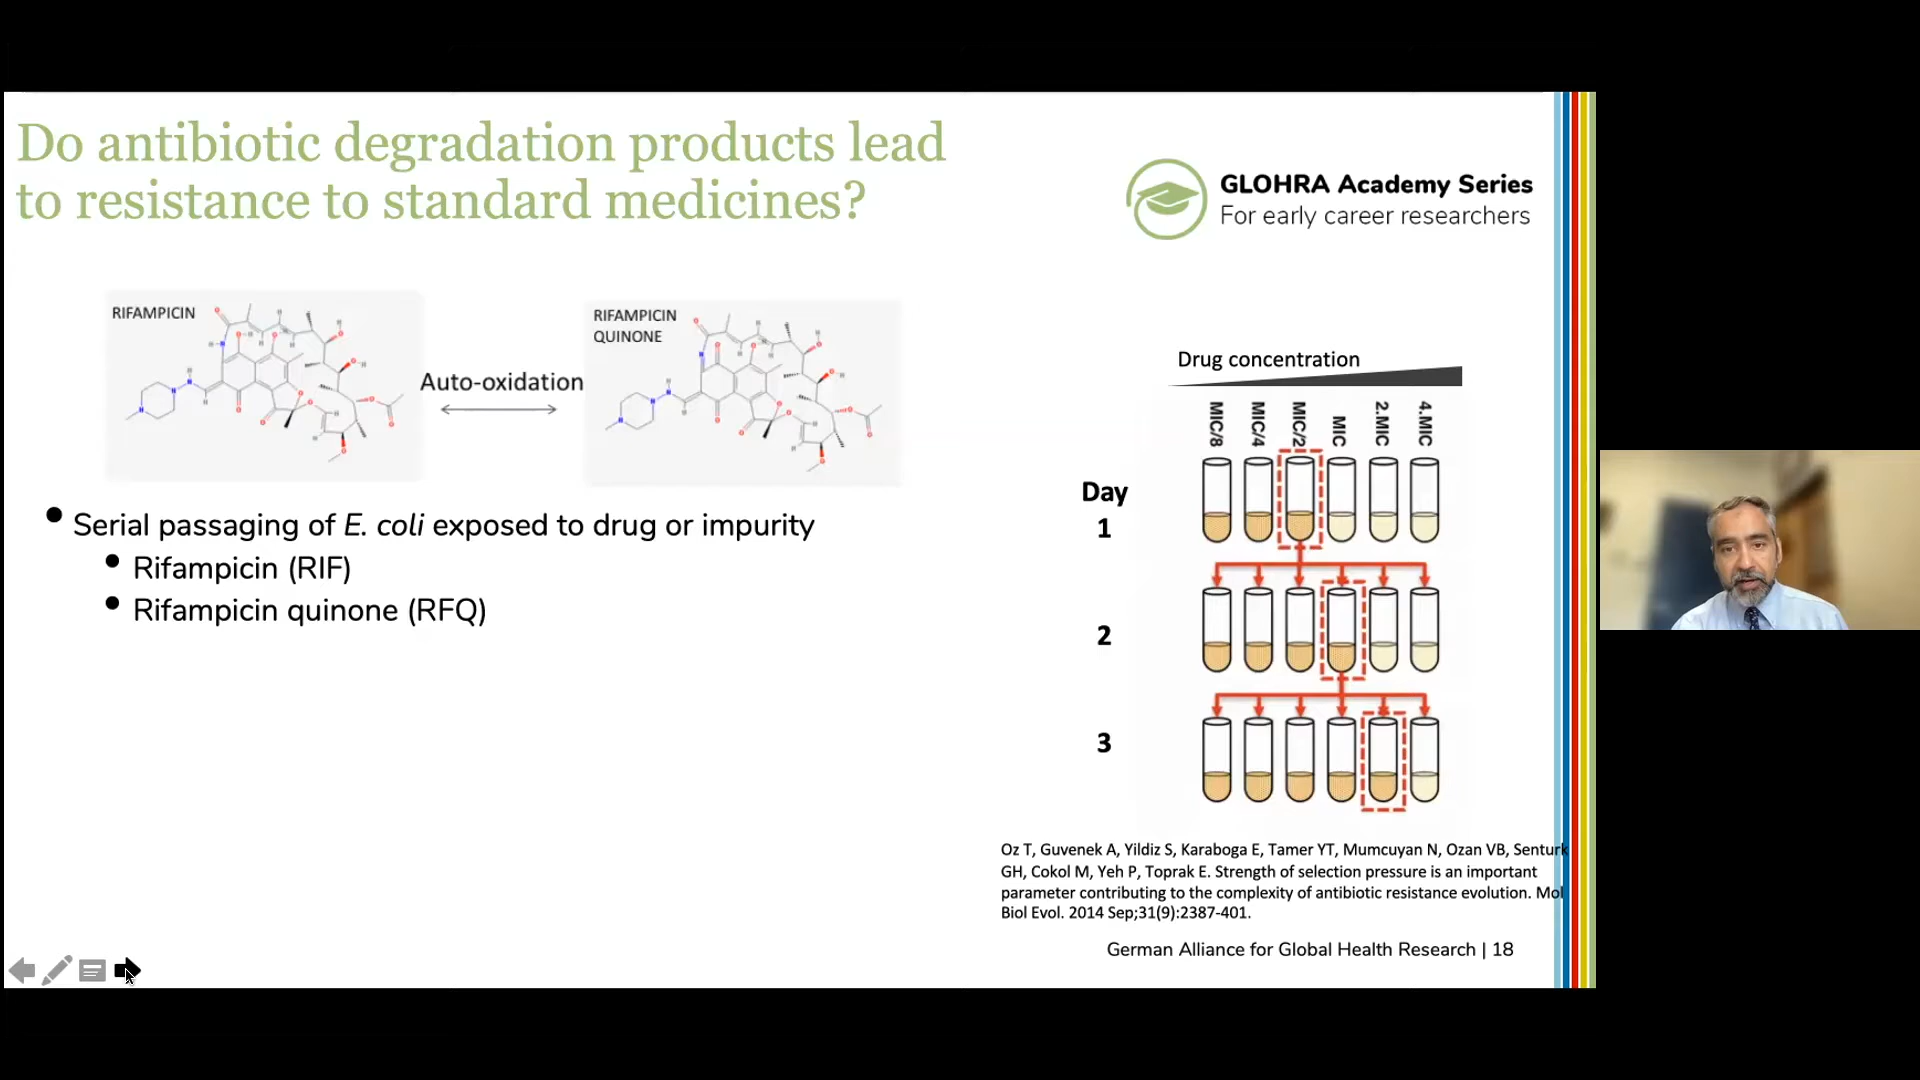 Do antibiotic degradation products lead
to resistance to standard medicines?
GLOHRA Academy Series
For early career researchers
RIFAMPICIN
Auto-oxidation
RIFAMPICIN
QUINONE
• Serial passaging of E. coli exposed to drug or impurity
• Rifampicin (RIF)
• Rifampicin quinone (RFQ)
Drug concentration
MIC/8 MIC/4 MIC/2 MIC 2.MIC 4.MIC
Day
1
2
3
Oz T, Guvenek A, Yildiz S, Karaboga E, Tamer YT, Mumcuyan N, Ozan VB, Senturk
GH, Cokol M, Yeh P, Toprak E. Strength of selection pressure is an important
parameter contributing to the complexity of antibiotic resistance evolution. Mol
Biol Evol. 2014 Sep;31(9):2387-401.
German Alliance for Global Health Research | 18